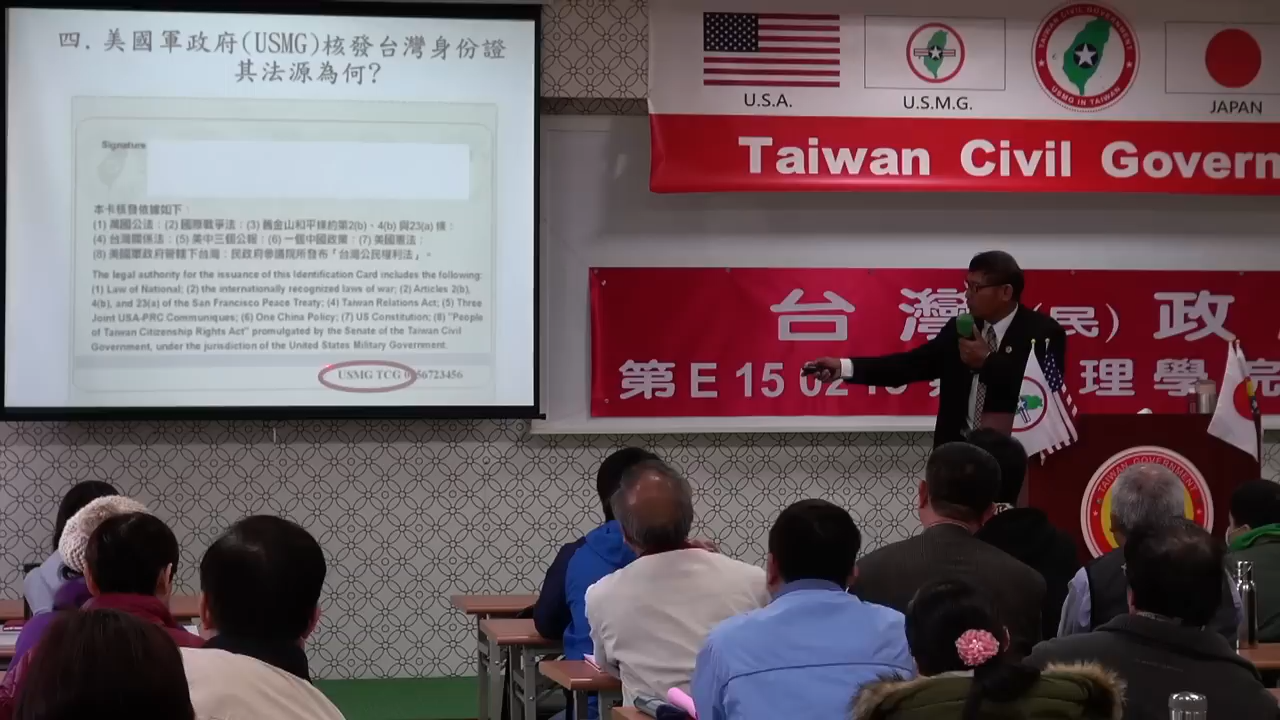 四.美國軍政府(USMG)核發台灣身份證
其法源為何?
Signature
本卡核發依據如下:
(1) 萬國公法;(2) 國際戰爭法;(3) 舊金山和平條約第2(b)、4(b) 與23(a) 條;
(4) 台灣關係法;(5) 美中三個公報;(6) 一個中國政策;(7) 美國憲法;
(8) 美國軍政府管轄下台灣:民政府參議院所發布「台灣公民權利法」。
The legal authority for the issuance of this Identification Card includes the following:
(1) Law of National; (2) the internationally recognized laws of war; (2) Articles 2(b),
4(b), and 23(a) of the San Francisco Peace Treaty; (4) Taiwan Relations Act; (5) Three
Joint USA-PRC Communiques; (6) One China Policy; (7) US Constitution; (8) "People
of Taiwan Citizenship Rights Act" promulgated by the Senate of the Taiwan Civil
Government, under the jurisdiction of the United States Military Government.
USMG TCG 0156723456
U.S.A.
U.S.M.G.
TAIWAN CIVIL GOVERNMENT
USMG IN TAIWAN
JAPAN
Taiwan Civil Govern
台灣(民)政
第E15 02
理學
TAIWAN GOVERNMENT